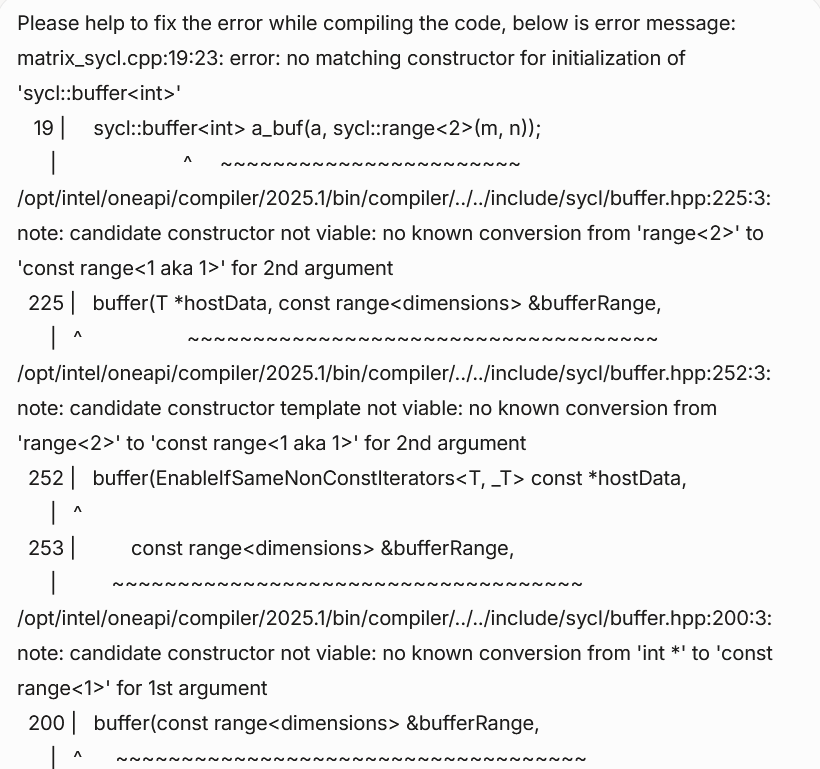 Please help to fix the error while compiling the code, below is error message:
matrix_sycl.cpp:19:23: error: no matching constructor for initialization of
'sycl::buffer<int>'
19 |     sycl::buffer<int> a_buf(a, sycl::range<2>(m, n));
|                       ^     ~~~~~~~~~~~~~~~~~~~~~~~
/opt/intel/oneapi/compiler/2025.1/bin/compiler/../../include/sycl/buffer.hpp:225:3:
note: candidate constructor not viable: no known conversion from 'range<2>' to
'const range<1 aka 1>' for 2nd argument
225 |   buffer(T *hostData, const range<dimensions> &bufferRange,
|   ^                   ~~~~~~~~~~~~~~~~~~~~~~~~~~~~~~~~~~~~
/opt/intel/oneapi/compiler/2025.1/bin/compiler/../../include/sycl/buffer.hpp:252:3:
note: candidate constructor template not viable: no known conversion from
'range<2>' to 'const range<1 aka 1>' for 2nd argument
252 |   buffer(EnableIfSameNonConstIterators<T, _T> const *hostData,
|   ^
253 |          const range<dimensions> &bufferRange,
|          ~~~~~~~~~~~~~~~~~~~~~~~~~~~~~~~~~~~~
/opt/intel/oneapi/compiler/2025.1/bin/compiler/../../include/sycl/buffer.hpp:200:3:
note: candidate constructor not viable: no known conversion from 'int *' to 'const
range<1>' for 1st argument
200 |   buffer(const range<dimensions> &bufferRange,
|   ^      ~~~~~~~~~~~~~~~~~~~~~~~~~~~~~~~~~~~~